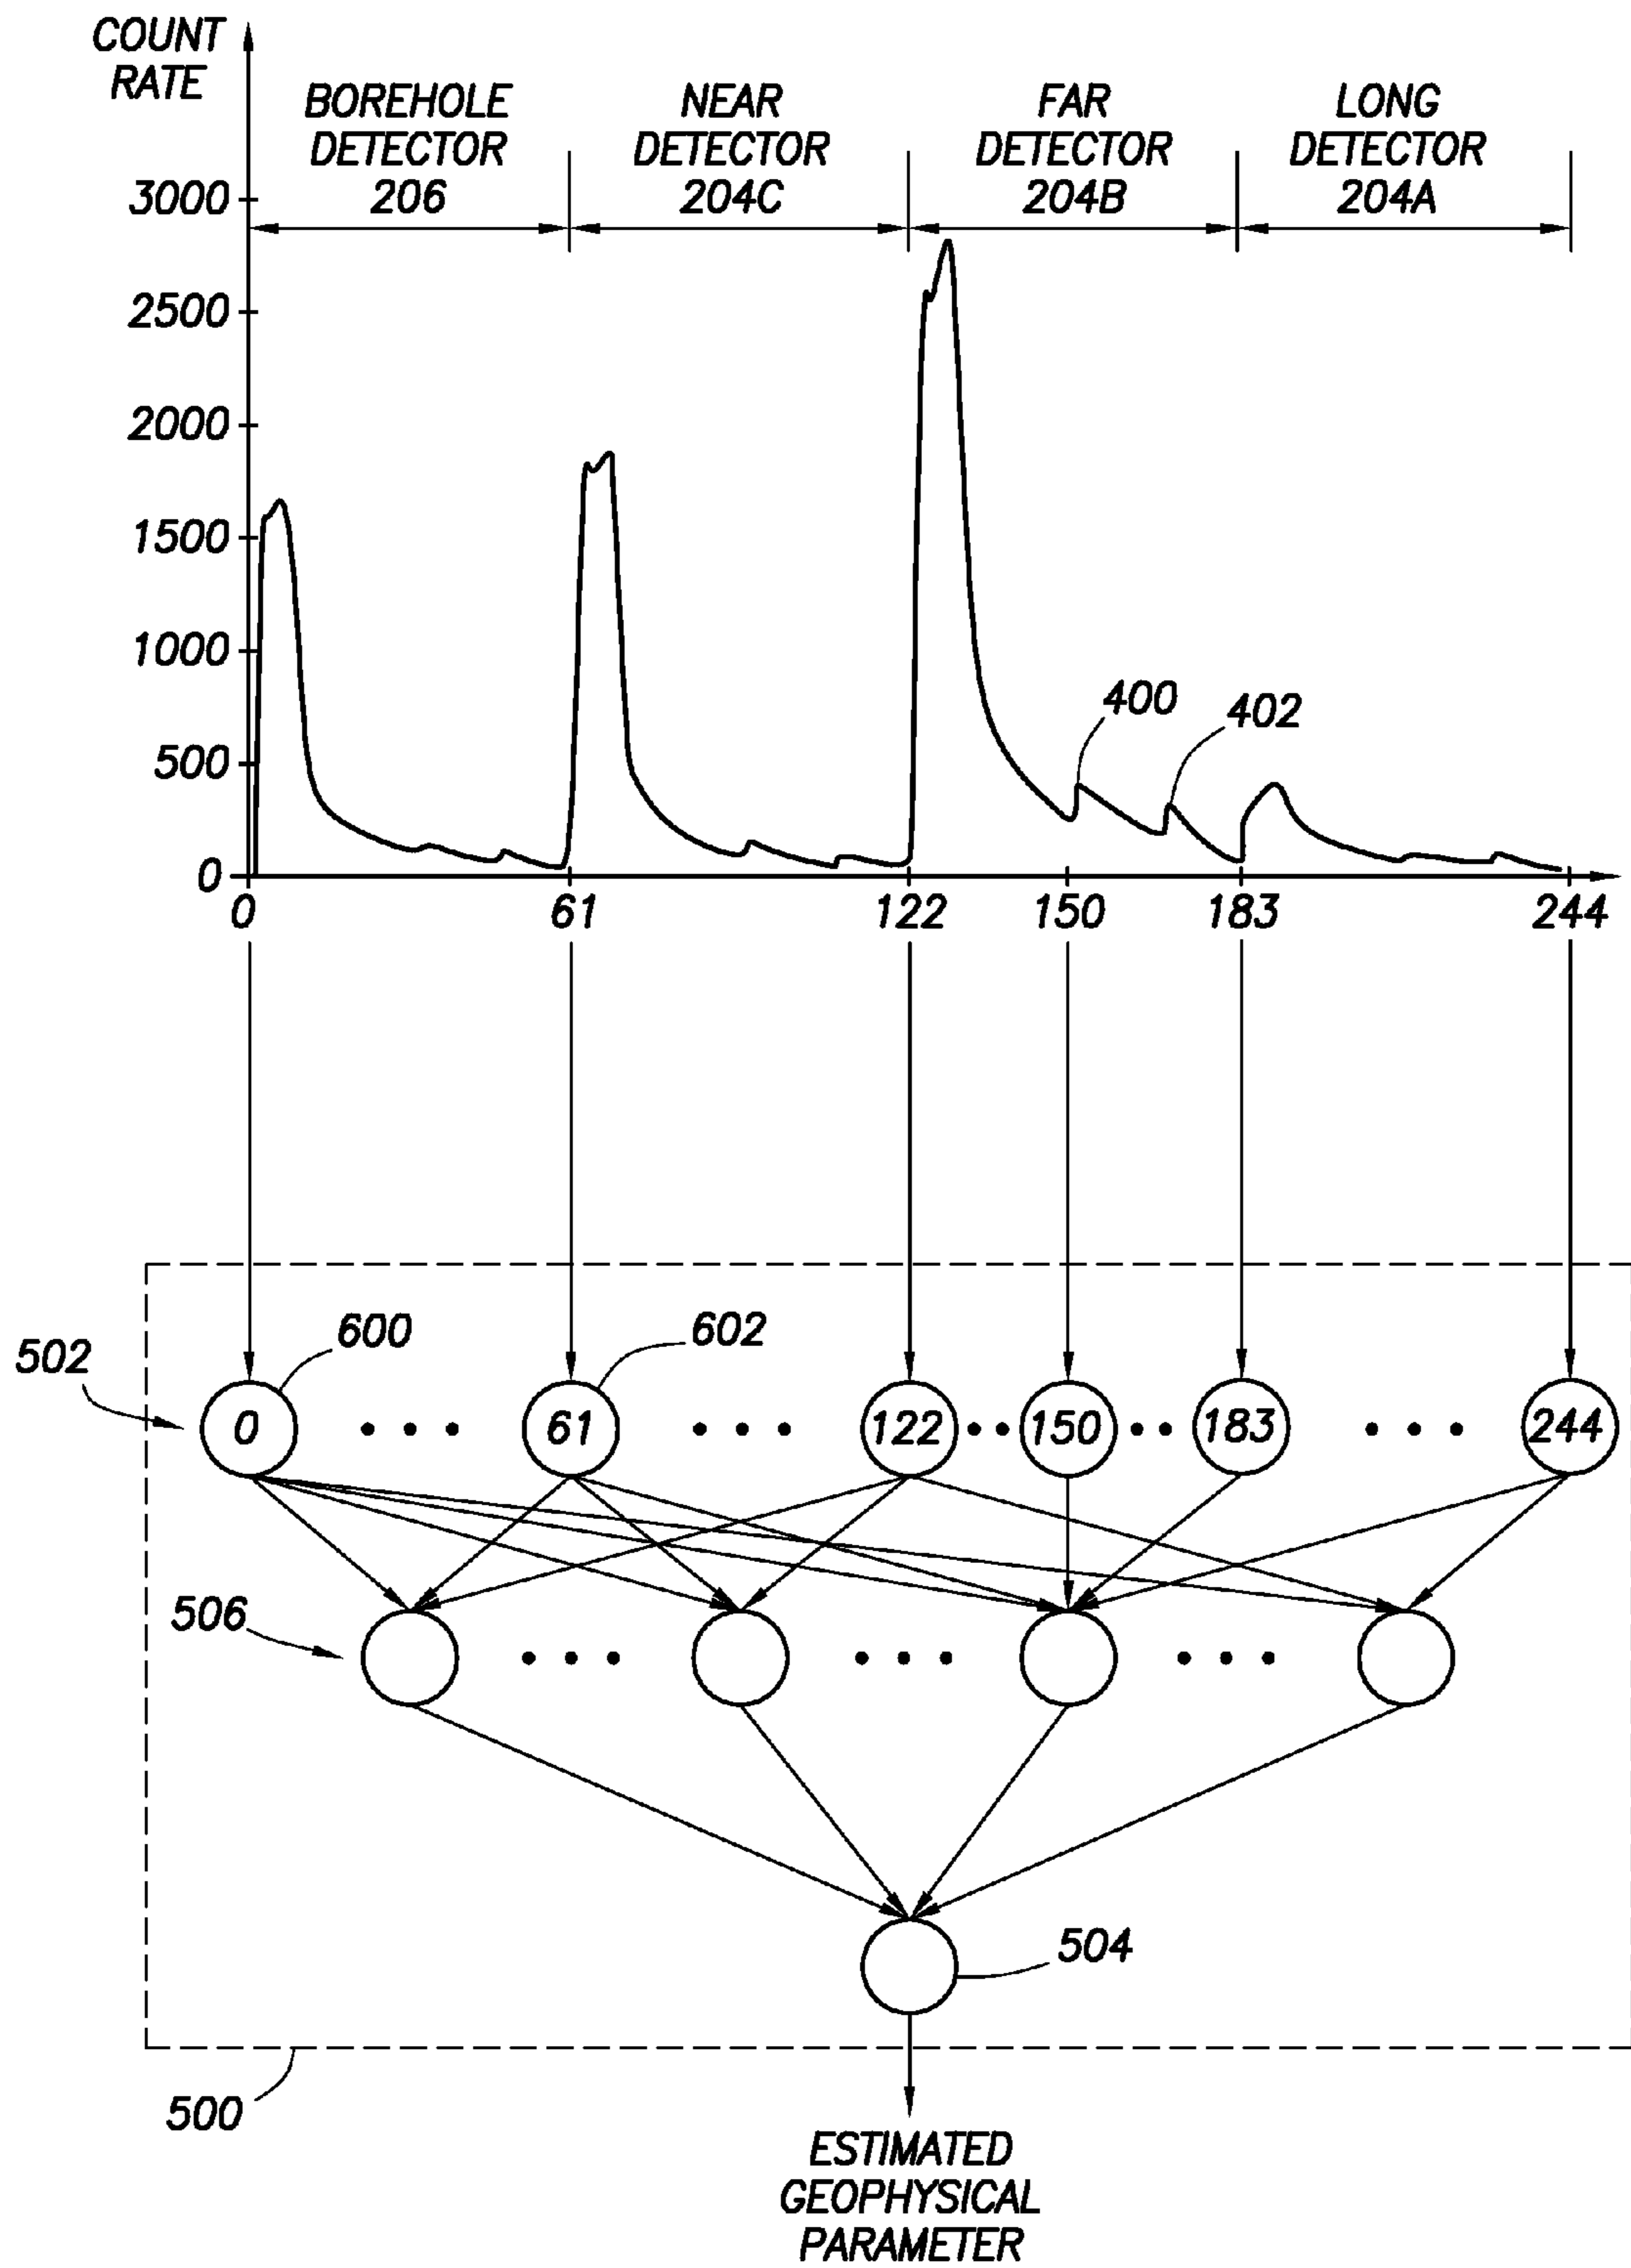 COUNT
RATE
BOREHOLE
DETECTOR
206
NEAR
DETECTOR
204C
FAR
DETECTOR
204B
LONG
DETECTOR
204A
3000
2500
2000
1500
1000
500
0
400
402
0 61 122 150 183 244
600
602
502
0 61 122 150 183 244
506
504
500
ESTIMATED
GEOPHYSICAL
PARAMETER